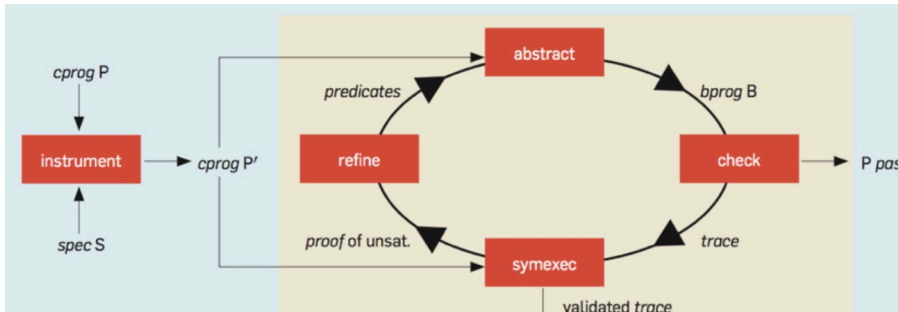 abstract
cprog P
predicates
bprog B
instrument
cprog P′
refine
check
P pas
spec S
proof of unsat.
trace
symexec
validated trace